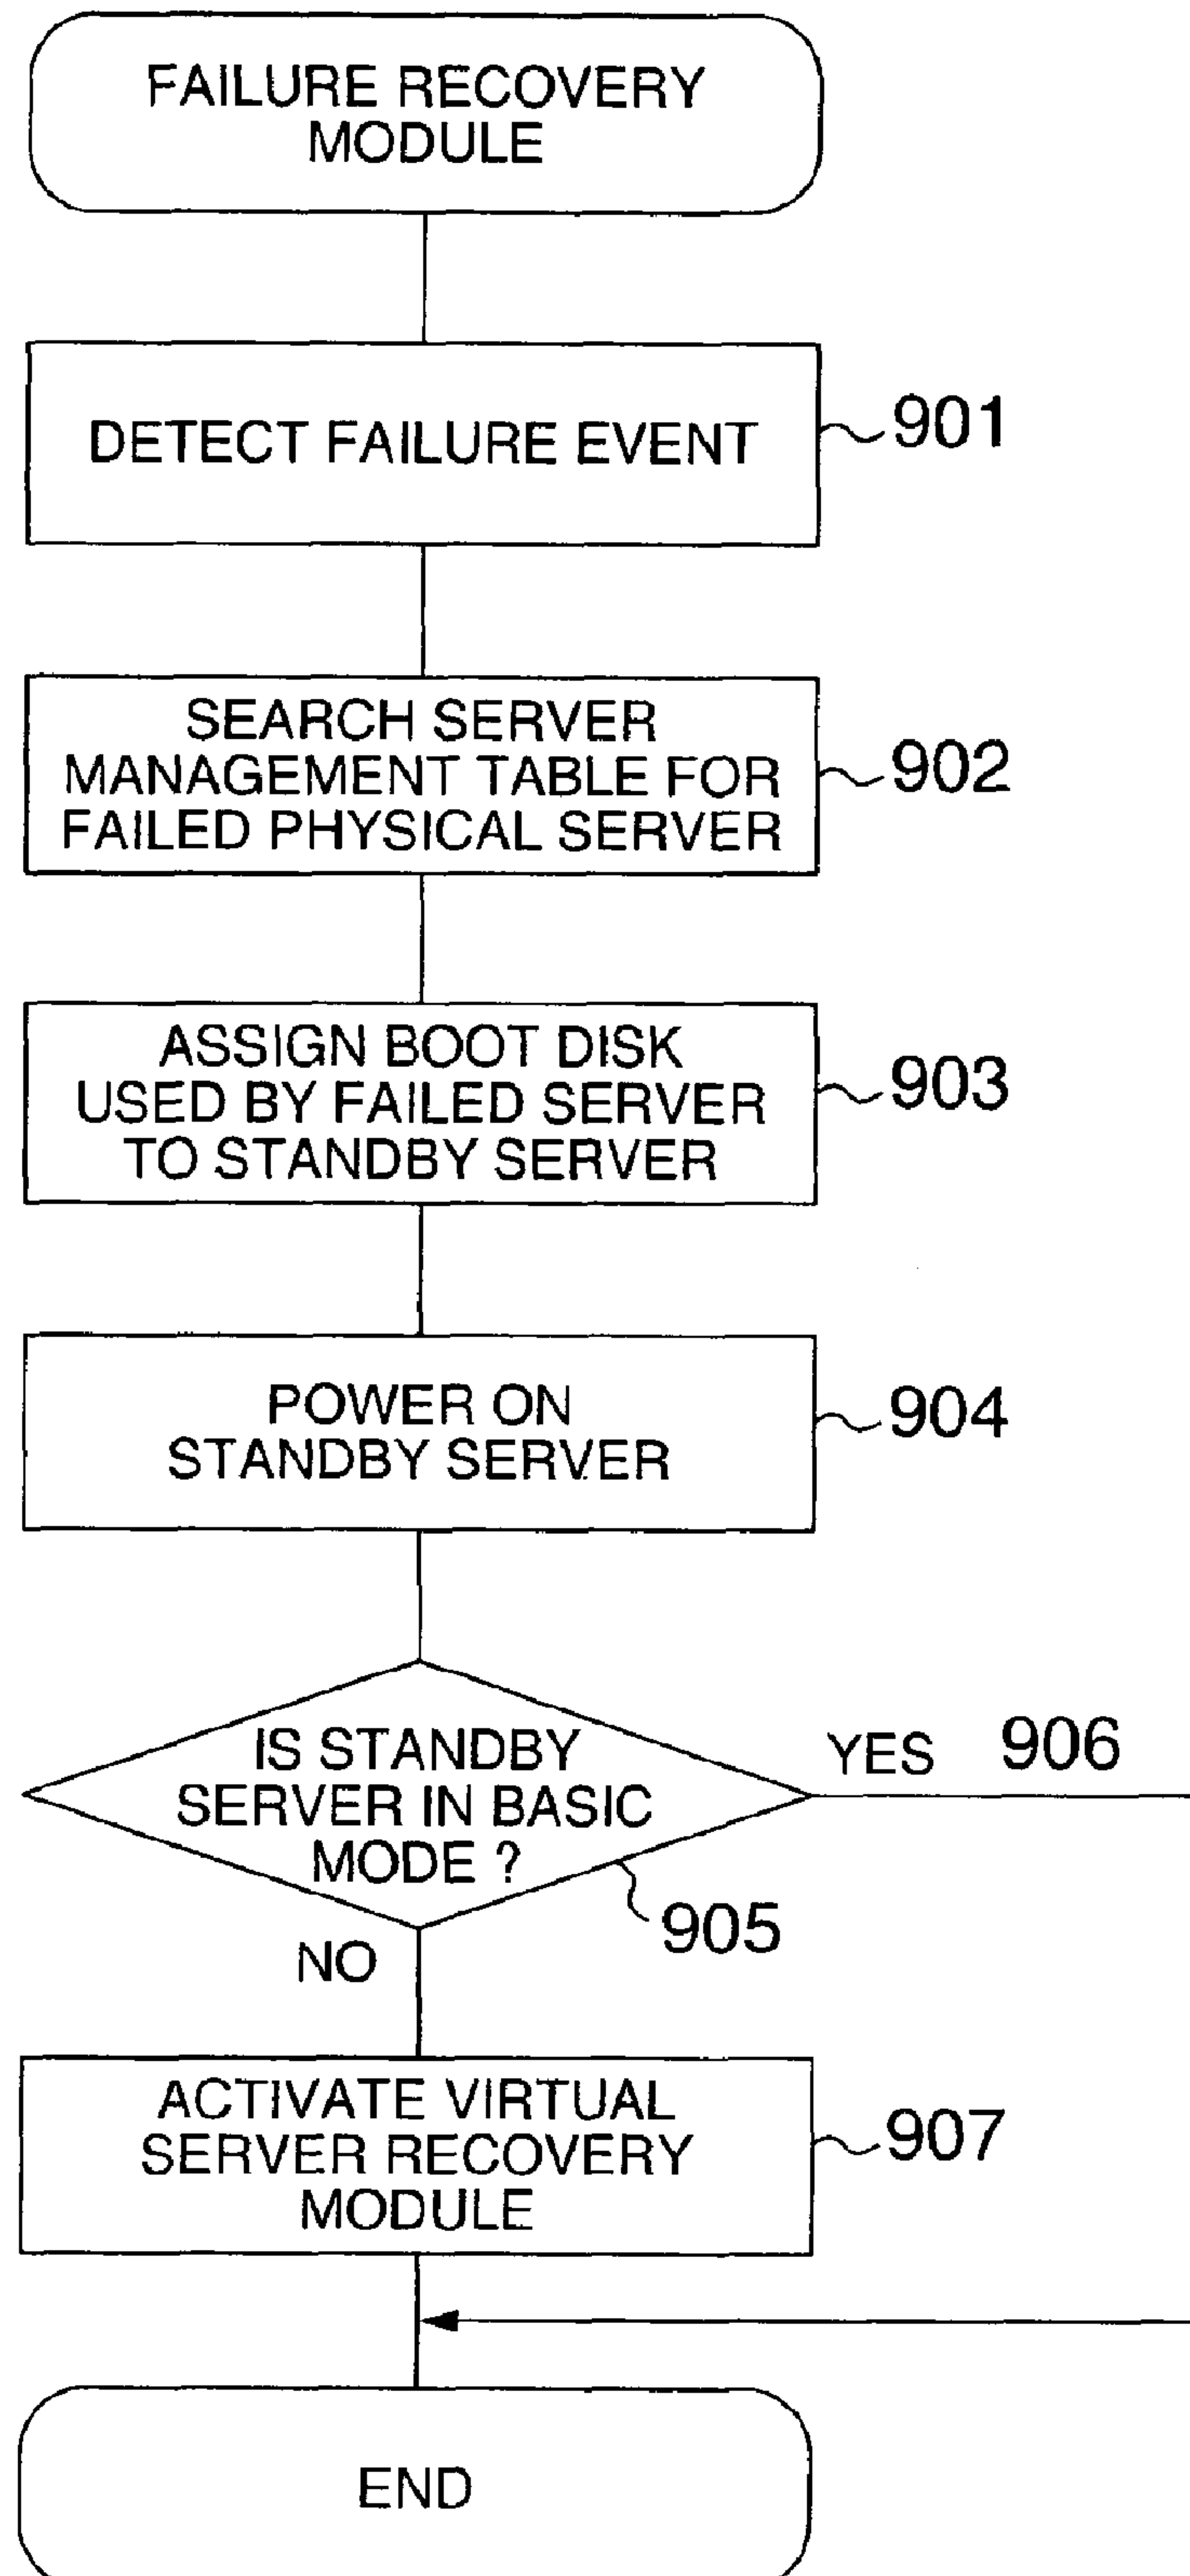 FAILURE RECOVERY
MODULE
DETECT FAILURE EVENT
901
SEARCH SERVER
MANAGEMENT TABLE FOR
FAILED PHYSICAL SERVER
902
ASSIGN BOOT DISK
USED BY FAILED SERVER
TO STANDBY SERVER
903
POWER ON
STANDBY SERVER
904
IS STANDBY
SERVER IN BASIC
MODE ?
YES
906
905
NO
ACTIVATE VIRTUAL
SERVER RECOVERY
MODULE
907
END